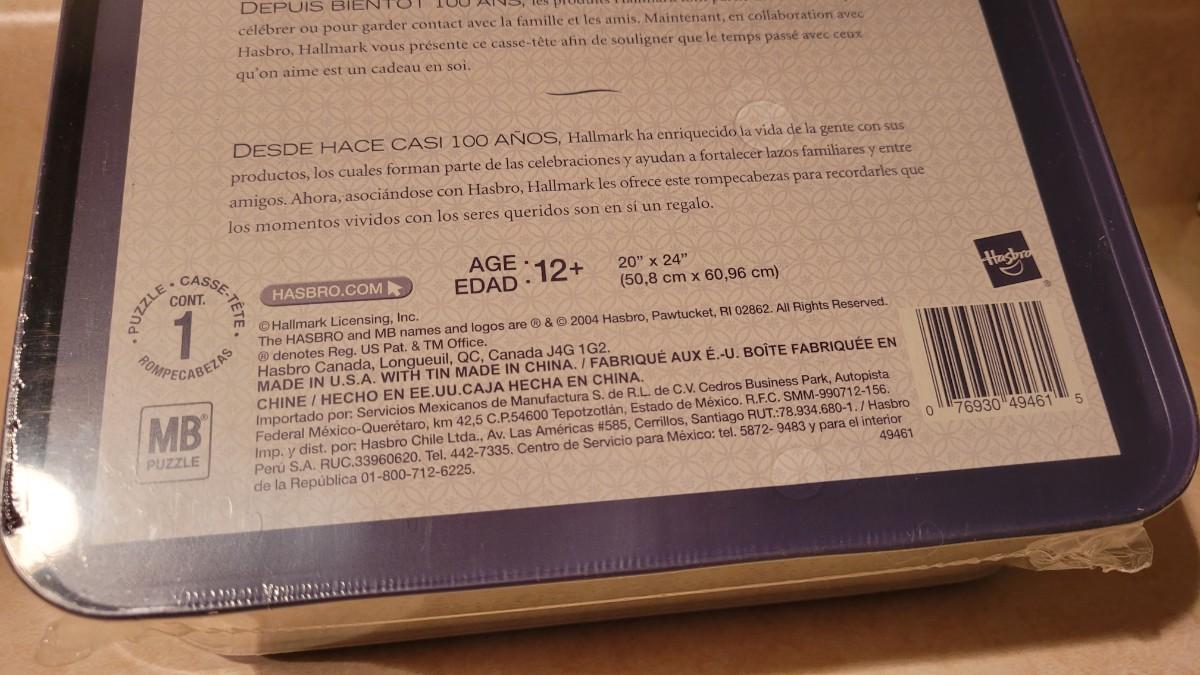 DEPUIS BIENTÔT 100 ANS, les produits Hallmark
célébrer ou pour garder contact avec la famille et les amis. Maintenant, en collaboration avec
Hasbro, Hallmark vous présente ce casse-tête afin de souligner que le temps passé avec ceux
qu'on aime est un cadeau en soi.
DESDE HACE CASI 100 AÑOS, Hallmark ha enriquecido la vida de la gente con sus
productos, los cuales forman parte de las celebraciones y ayudan a fortalecer lazos familiares y entre
amigos. Ahora, asociándose con Hasbro, Hallmark les ofrece este rompecabezas para recordarles que
los momentos vividos con los seres queridos son en sí un regalo.
• PUZZLE • CASSE-TÊTE •
ROMPECABEZAS
CONT.
1
HASBRO.COM
AGE : 12+
EDAD
20” x 24”
(50,8 cm x 60,96 cm)
Hasbro
®
© Hallmark Licensing, Inc.
The HASBRO and MB names and logos are ® & © 2004 Hasbro, Pawtucket, RI 02862. All Rights Reserved.
® denotes Reg. US Pat. & TM Office.
Hasbro Canada, Longueuil, QC, Canada J4G 1G2.
MADE IN U.S.A. WITH TIN MADE IN CHINA. / FABRIQUÉ AUX É.-U. BOÎTE FABRIQUÉE EN
CHINE / HECHO EN EE.UU.CAJA HECHA EN CHINA.
Importado por: Servicios Mexicanos de Manufactura S. de R.L. de C.V. Cedros Business Park, Autopista
Federal México-Querétaro, km 42,5 C.P.54600 Tepotzotlán, Estado de México. R.F.C. SMM-990712-156.
Imp. y dist. por: Hasbro Chile Ltda., Av. Las Américas #585, Cerrillos, Santiago RUT.:78.934.680-1. / Hasbro
Perú S.A. RUC.33960620. Tel. 442-7335. Centro de Servicio para México: tel. 5872- 9483 y para el interior
de la República 01-800-712-6225.
49461
MB®
PUZZLE
0 76930 49461 5